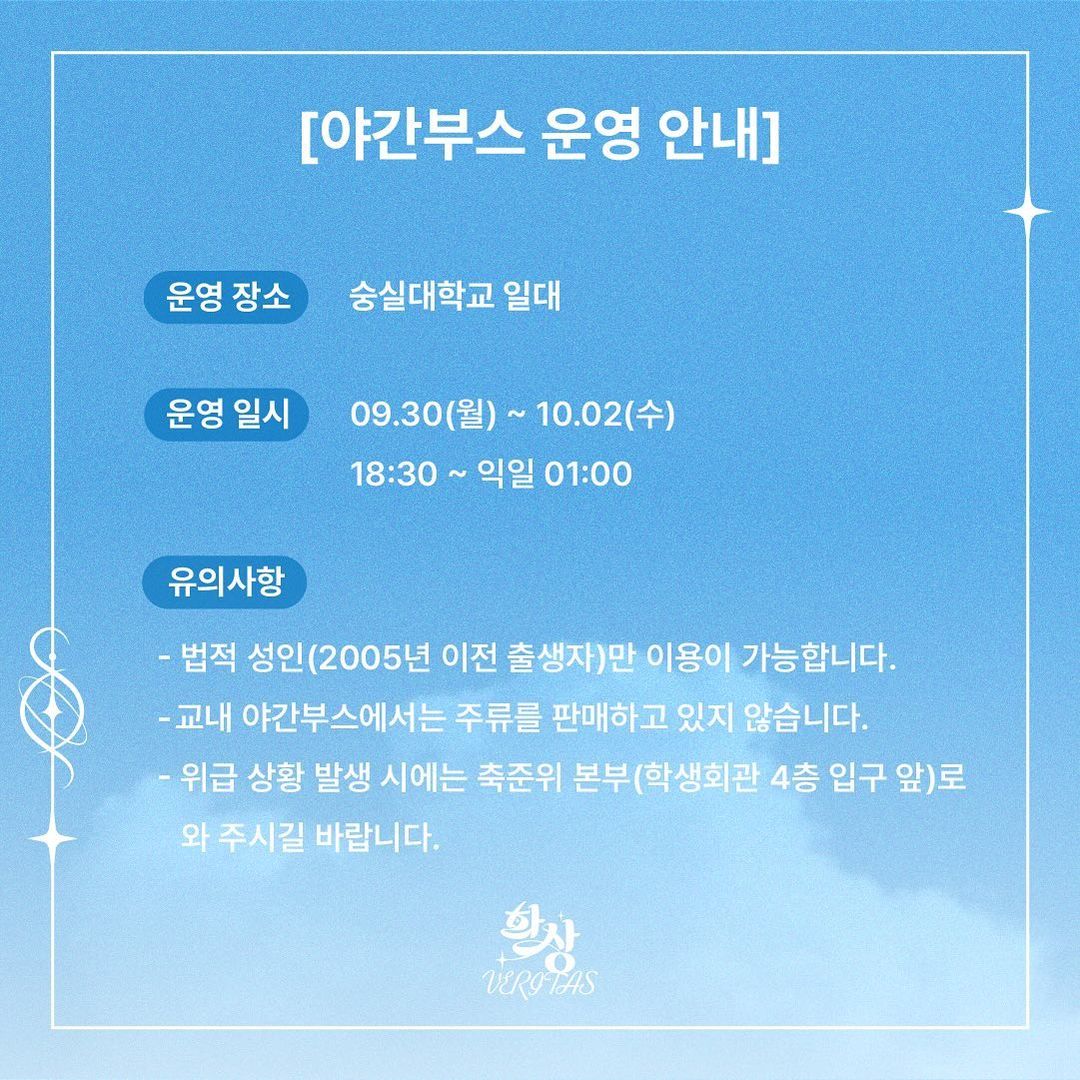 [야간부스 운영 안내]
운영 장소 숭실대학교 일대
운영 일시 09.30(월) ~ 10.02(수)
18:30 ~ 익일 01:00
유의사항
- 법적 성인(2005년 이전 출생자)만 이용이 가능합니다.
- 교내 야간부스에서는 주류를 판매하고 있지 않습니다.
- 위급 상황 발생 시에는 축준위 본부(학생회관 4층 입구 앞)로
와 주시길 바랍니다.
환상
VERITAS